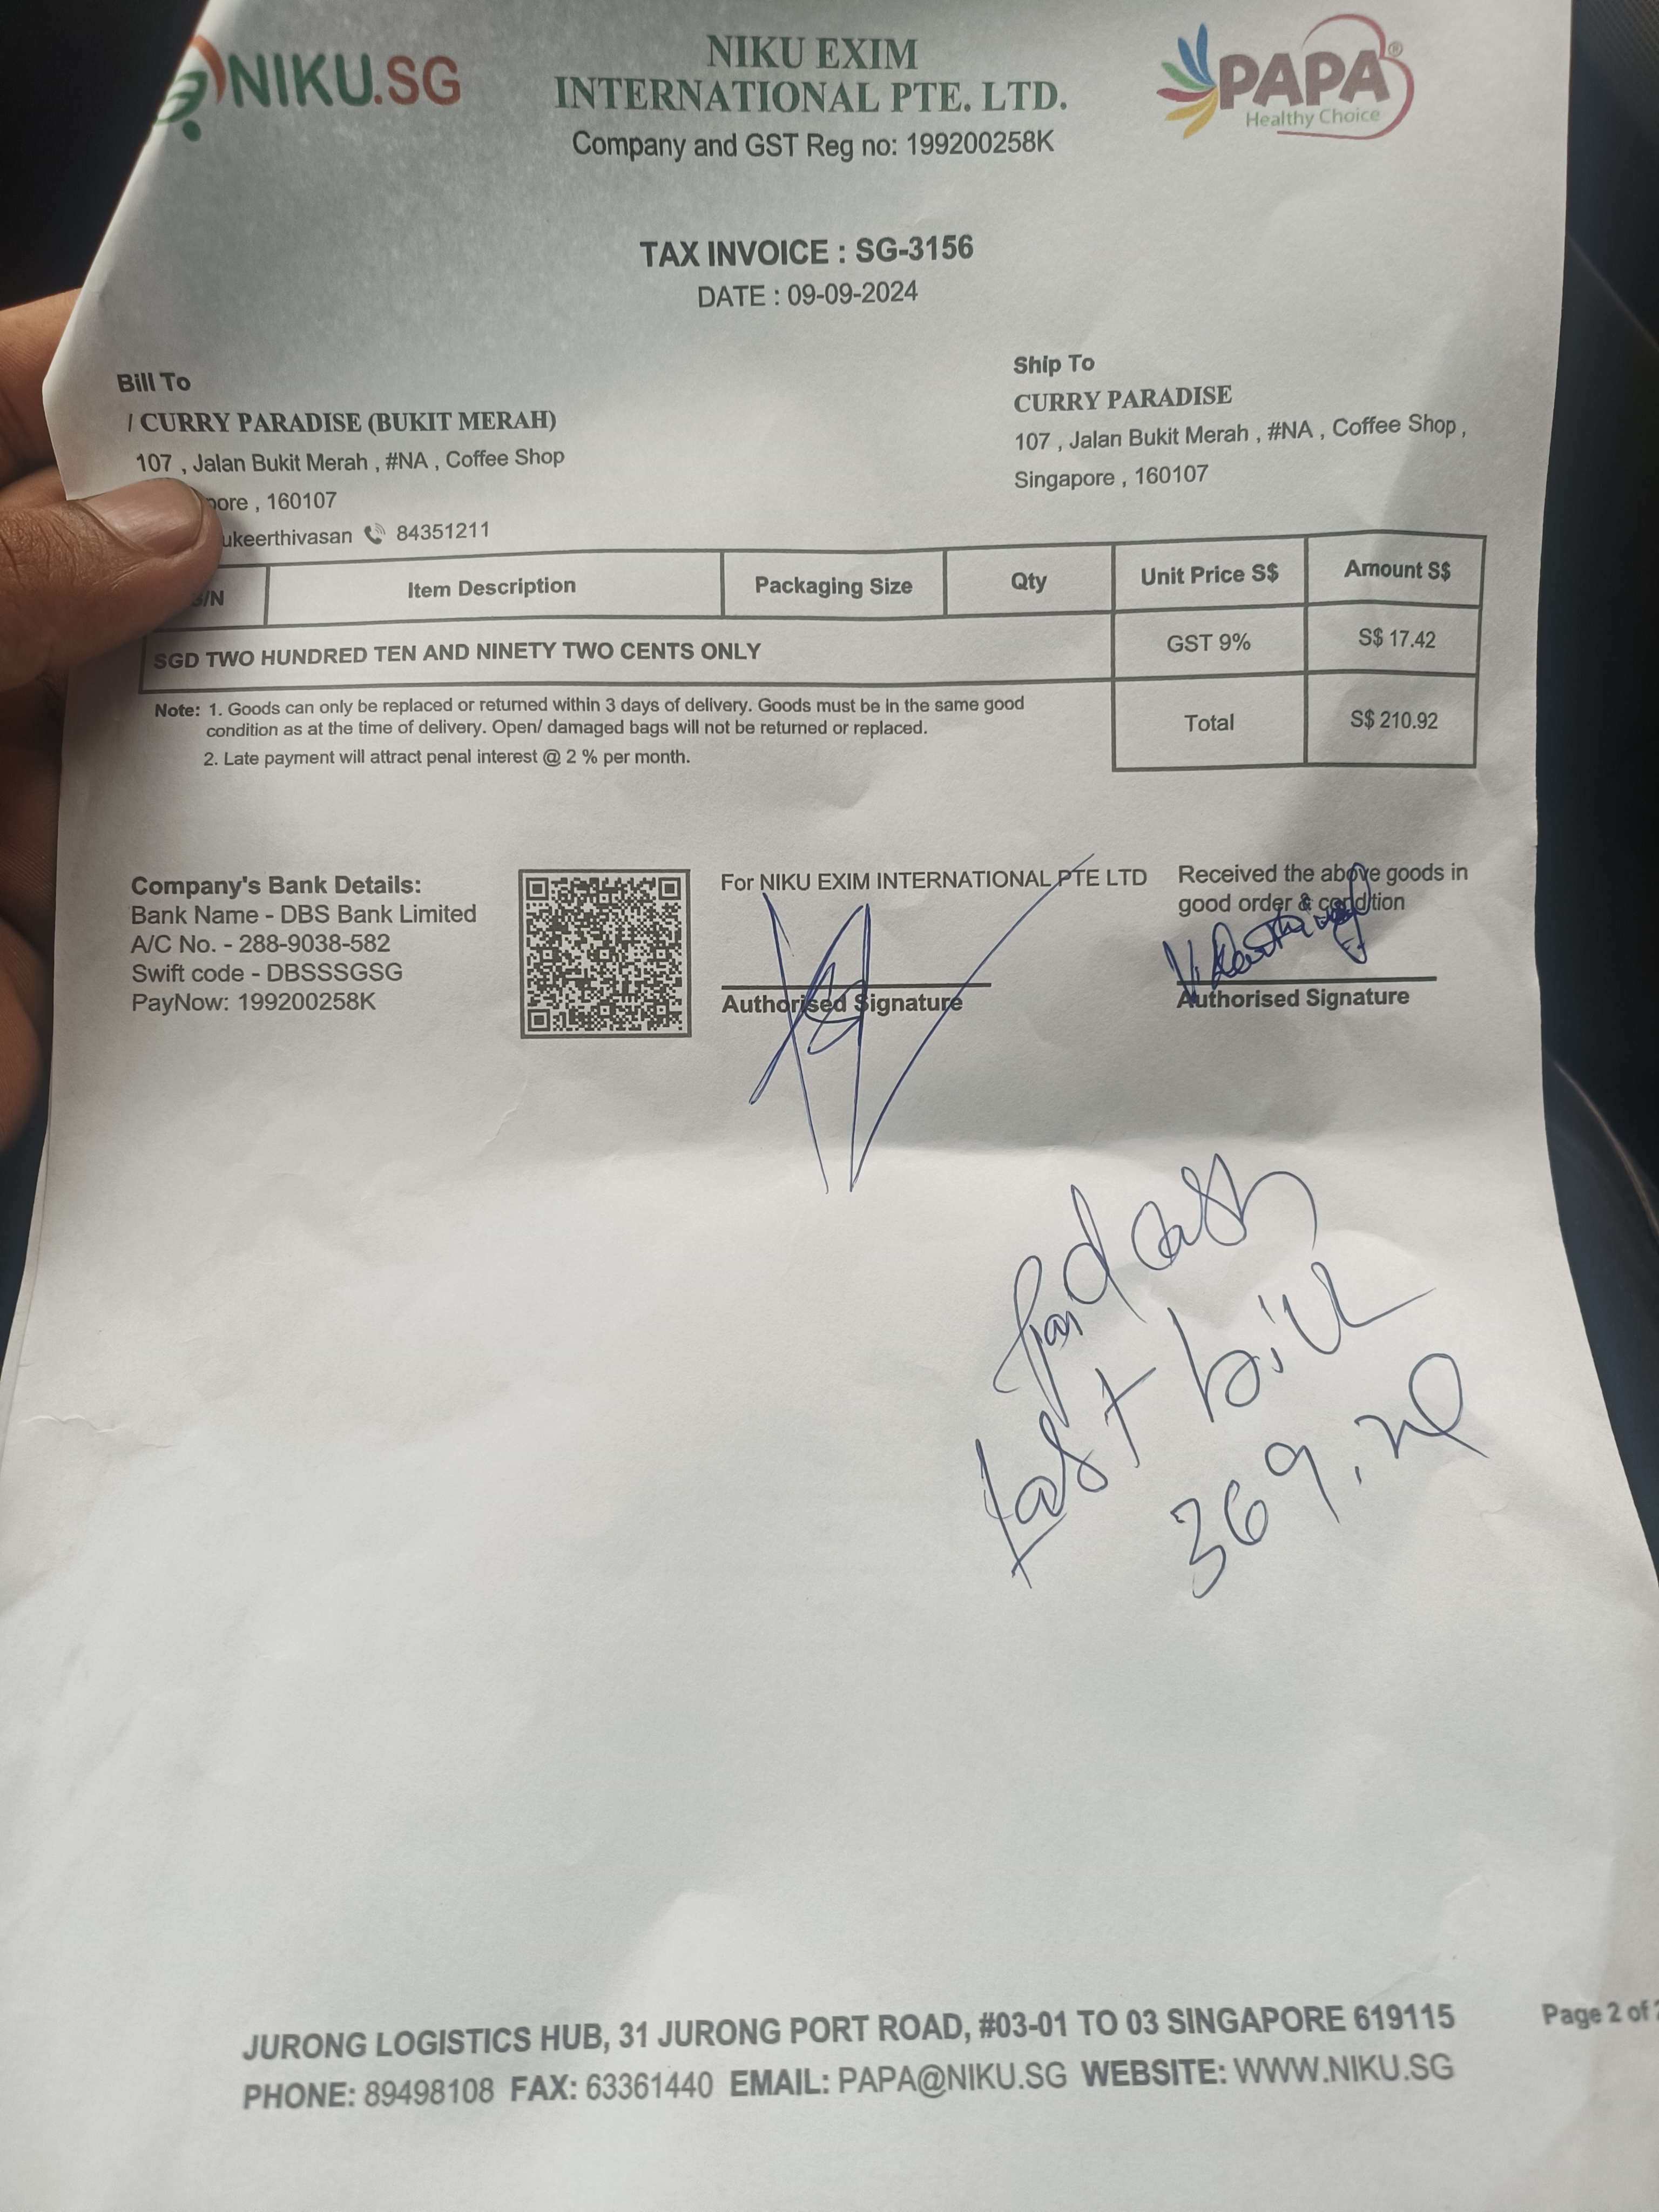 NIKU.SG
NIKU EXIM
INTERNATIONAL PTE. LTD.
Company and GST Reg no: 199200258K
PAPA®
Healthy Choice
TAX INVOICE : SG-3156
DATE : 09-09-2024
Bill To
/ CURRY PARADISE (BUKIT MERAH)
107 , Jalan Bukit Merah , #NA , Coffee Shop
pore , 160107
ukeerthivasan 84351211
Ship To
CURRY PARADISE
107 , Jalan Bukit Merah , #NA , Coffee Shop ,
Singapore , 160107
S/N Item Description Packaging Size Qty Unit Price S$ Amount S$
SGD TWO HUNDRED TEN AND NINETY TWO CENTS ONLY GST 9% S$ 17.42
Total S$ 210.92
Note: 1. Goods can only be replaced or returned within 3 days of delivery. Goods must be in the same good
condition as at the time of delivery. Open/ damaged bags will not be returned or replaced.
2. Late payment will attract penal interest @ 2 % per month.
Company's Bank Details:
Bank Name - DBS Bank Limited
A/C No. - 288-9038-582
Swift code - DBSSSGSG
PayNow: 199200258K
For NIKU EXIM INTERNATIONAL PTE LTD
Authorised Signature
Received the above goods in
good order & condition
Authorised Signature
Paid cash
Last bill
369.
JURONG LOGISTICS HUB, 31 JURONG PORT ROAD, #03-01 TO 03 SINGAPORE 619115
PHONE: 89498108 FAX: 63361440 EMAIL: PAPA@NIKU.SG WEBSITE: WWW.NIKU.SG
Page 2 of